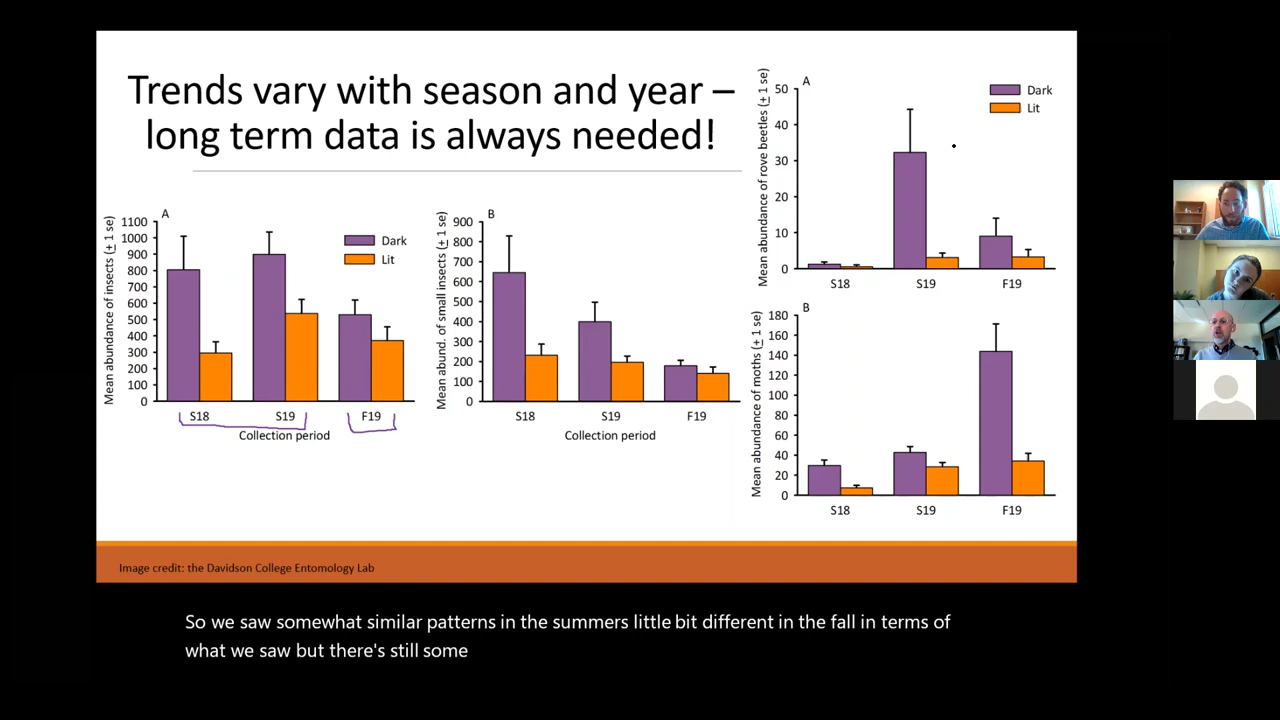 Trends vary with season and year –
long term data is always needed!
A
Mean abundance of insects (± 1 se)
1100
1000
900
800
700
600
500
400
300
200
100
0
Dark
Lit
S18 S19 F19
Collection period
B
Mean abund. of small insects (± 1 se)
900
800
700
600
500
400
300
200
100
0
S18 S19 F19
Collection period
A
Mean abundance of rove beetles (± 1 se)
50
40
30
20
10
0
Dark
Lit
S18 S19 F19
B
Mean abundance of moths (± 1 se)
180
160
140
120
100
80
60
40
20
0
S18 S19 F19
Image credit: the Davidson College Entomology Lab
So we saw somewhat similar patterns in the summers little bit different in the fall in terms of
what we saw but there's still some